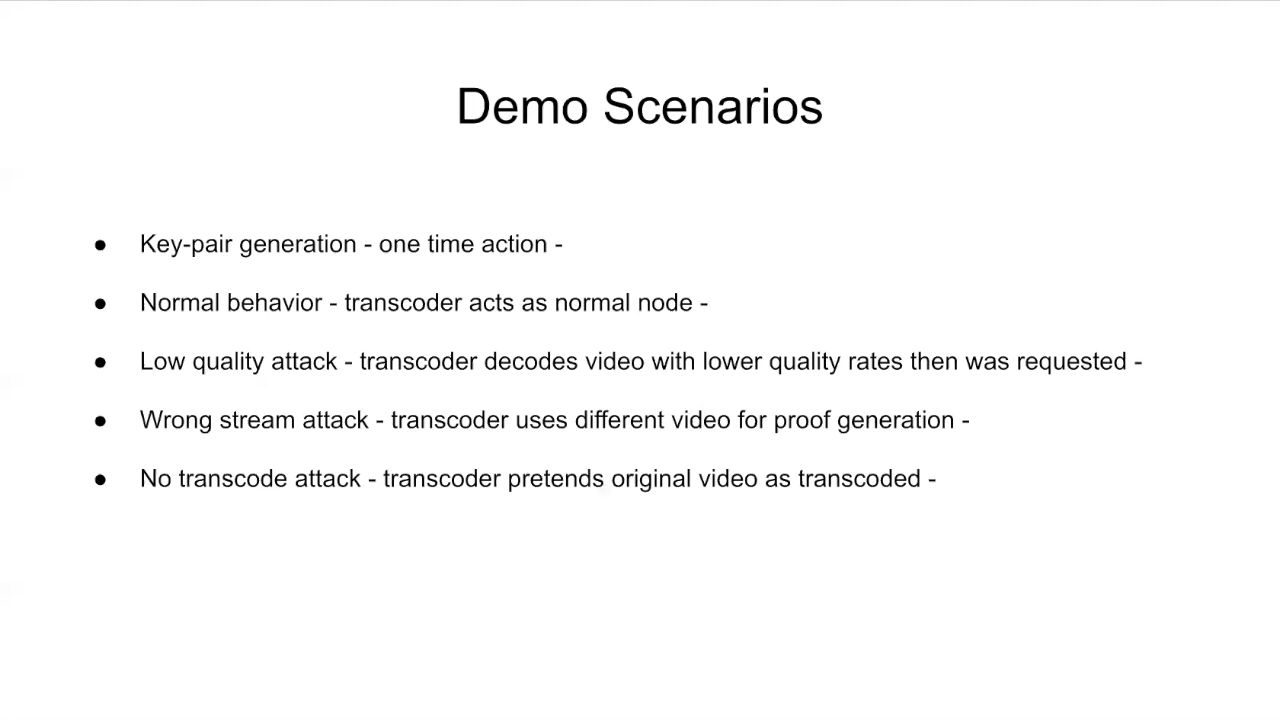 Demo Scenarios
● Key-pair generation - one time action -
● Normal behavior - transcoder acts as normal node -
● Low quality attack - transcoder decodes video with lower quality rates then was requested -
● Wrong stream attack - transcoder uses different video for proof generation -
● No transcode attack - transcoder pretends original video as transcoded -